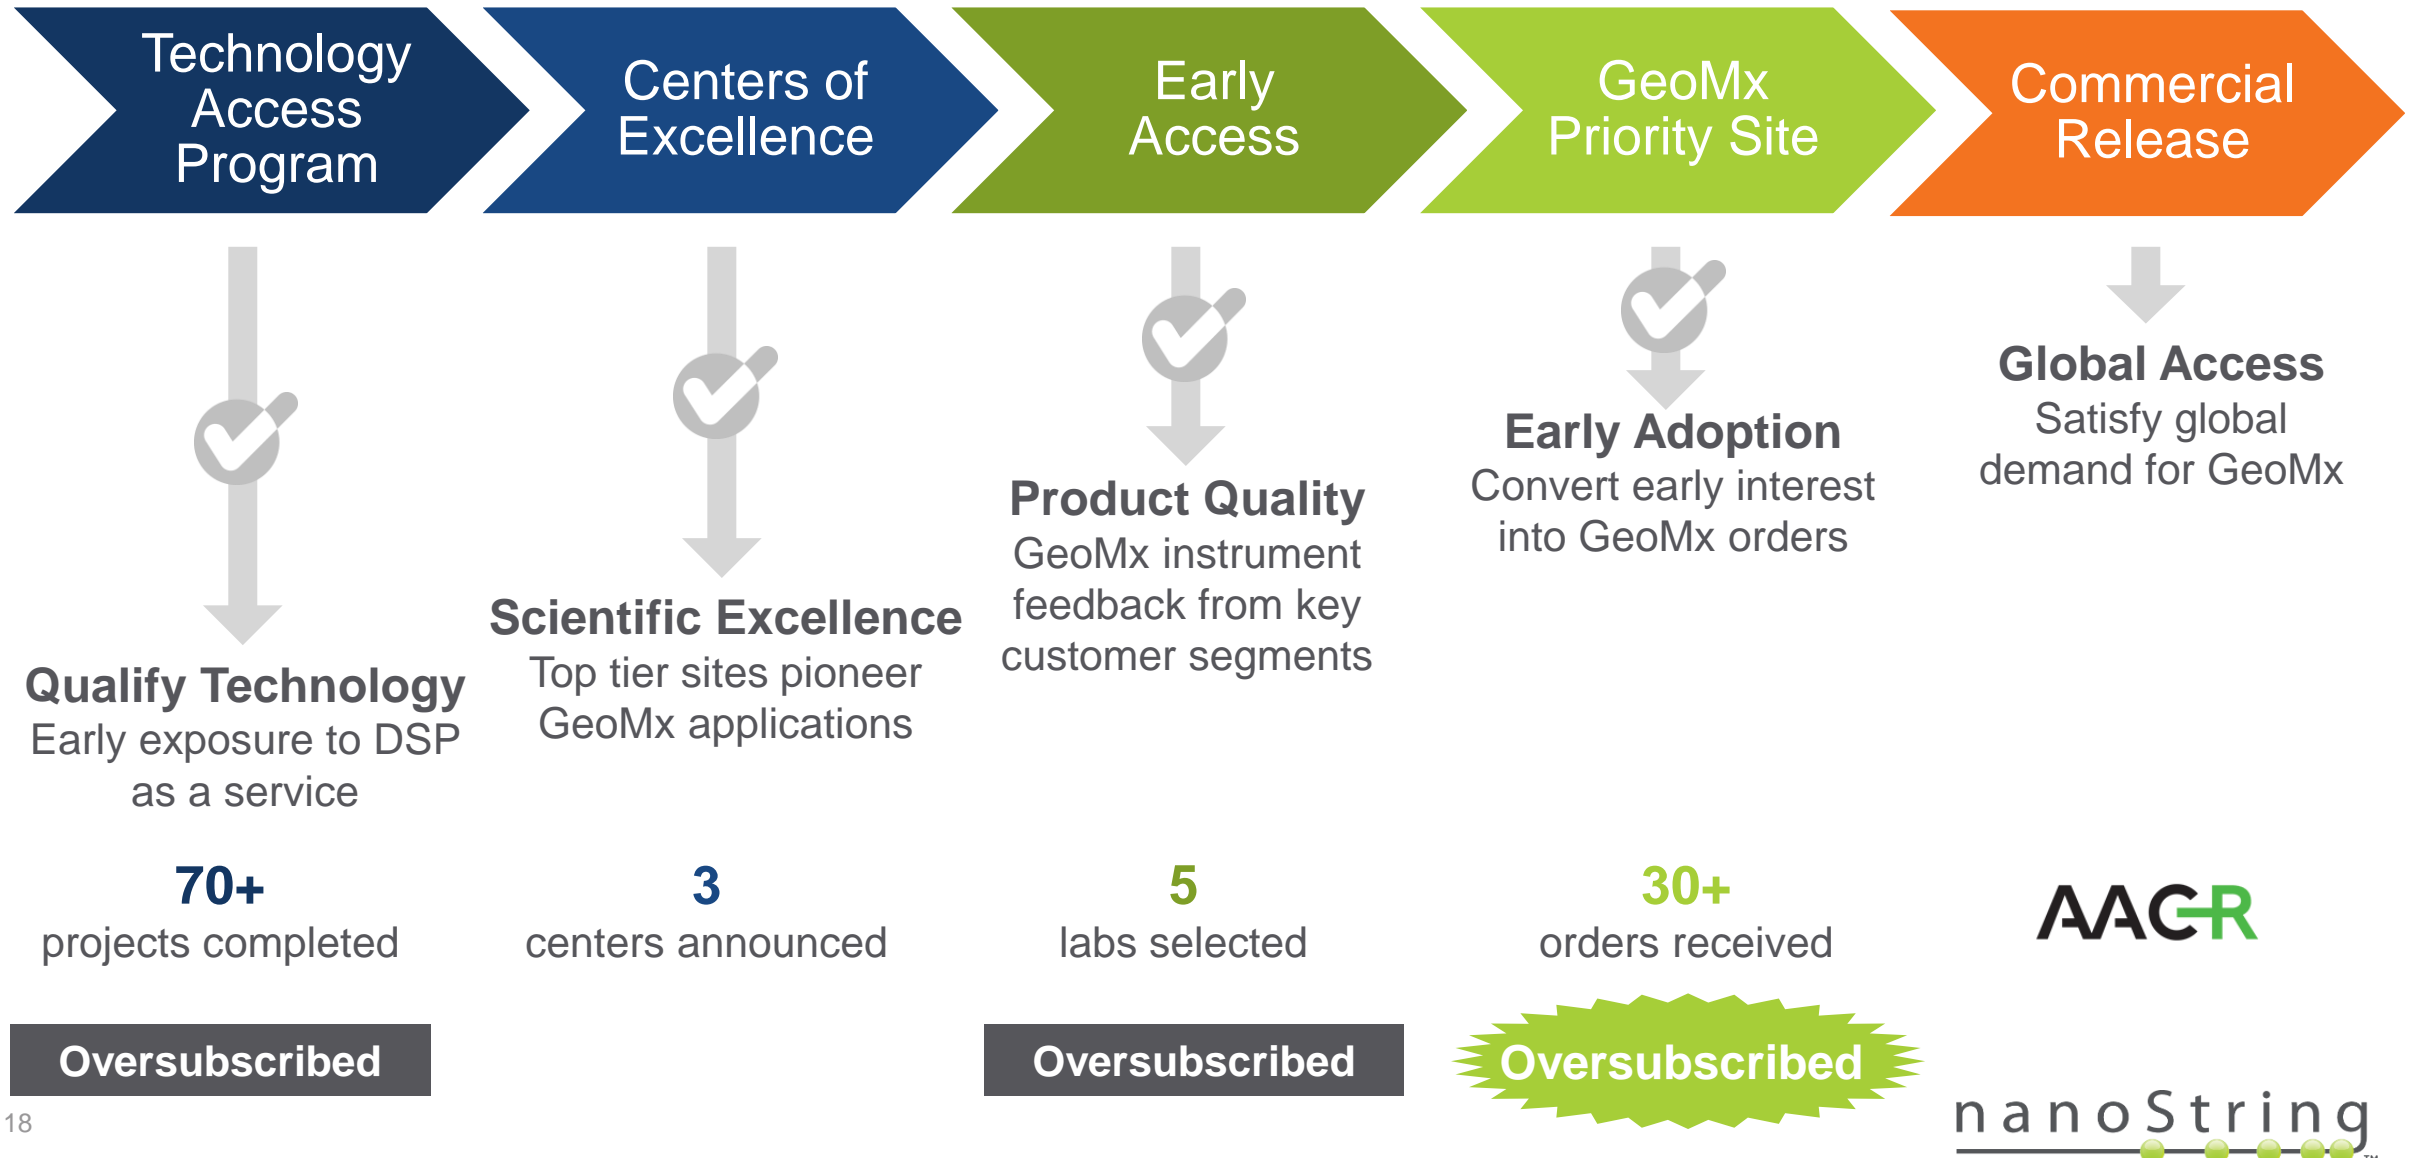 Technology
Access
Program
Centers of
Excellence
Early
Access
GeoMx
Priority Site
Commercial
Release
Qualify Technology
Early exposure to DSP
as a service
Scientific Excellence
Top tier sites pioneer
GeoMx applications
Product Quality
GeoMx instrument
feedback from key
customer segments
Early Adoption
Convert early interest
into GeoMx orders
Global Access
Satisfy global
demand for GeoMx
70+
projects completed
3
centers announced
5
labs selected
30+
orders received
AACR
Oversubscribed
Oversubscribed
Oversubscribed
18
nanoString
TM